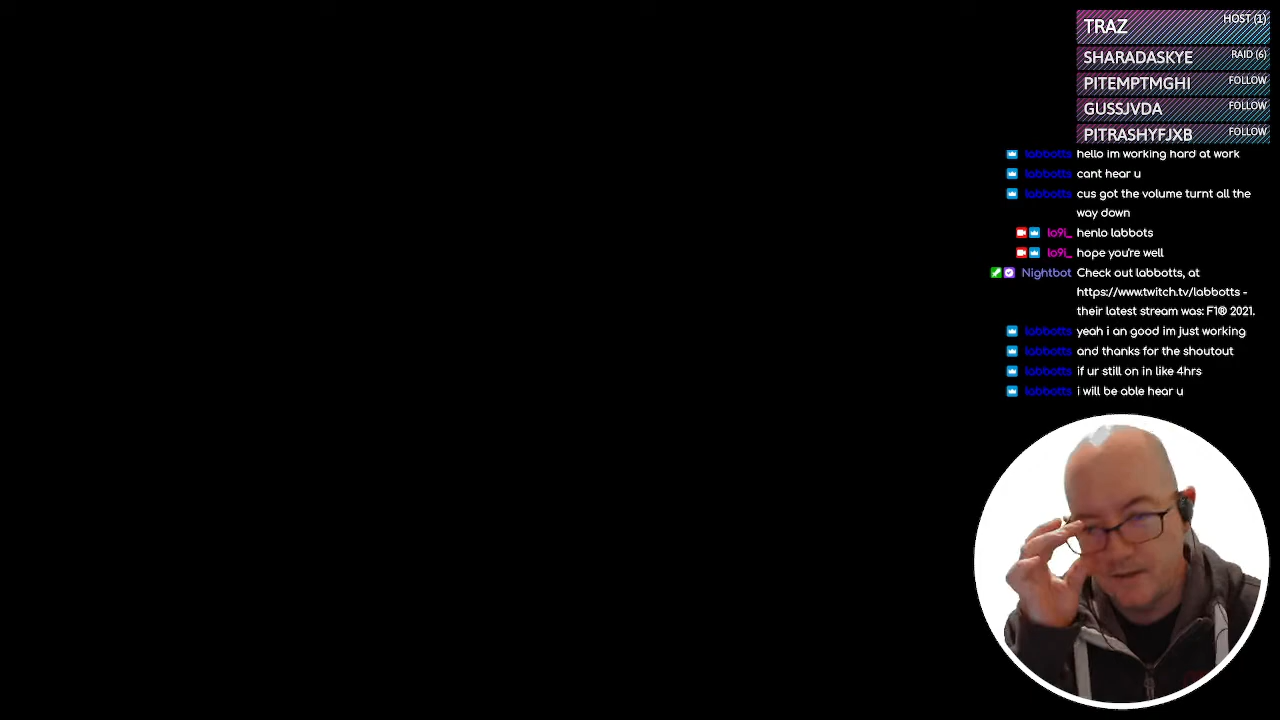 TRAZ HOST (1)
SHARADASKYE RAID (6)
PITEMPTMGHI FOLLOW
GUSSJVDA FOLLOW
PITRASHYFJXB FOLLOW
labbotts hello im working hard at work
labbotts cant hear u
labbotts cus got the volume turnt all the
way down
lo9i_ henlo labbots
lo9i_ hope you're well
Nightbot Check out labbotts, at
https://www.twitch.tv/labbotts -
their latest stream was: F1® 2021.
labbotts yeah i an good im just working
labbotts and thanks for the shoutout
labbotts if ur still on in like 4hrs
labbotts i will be able hear u